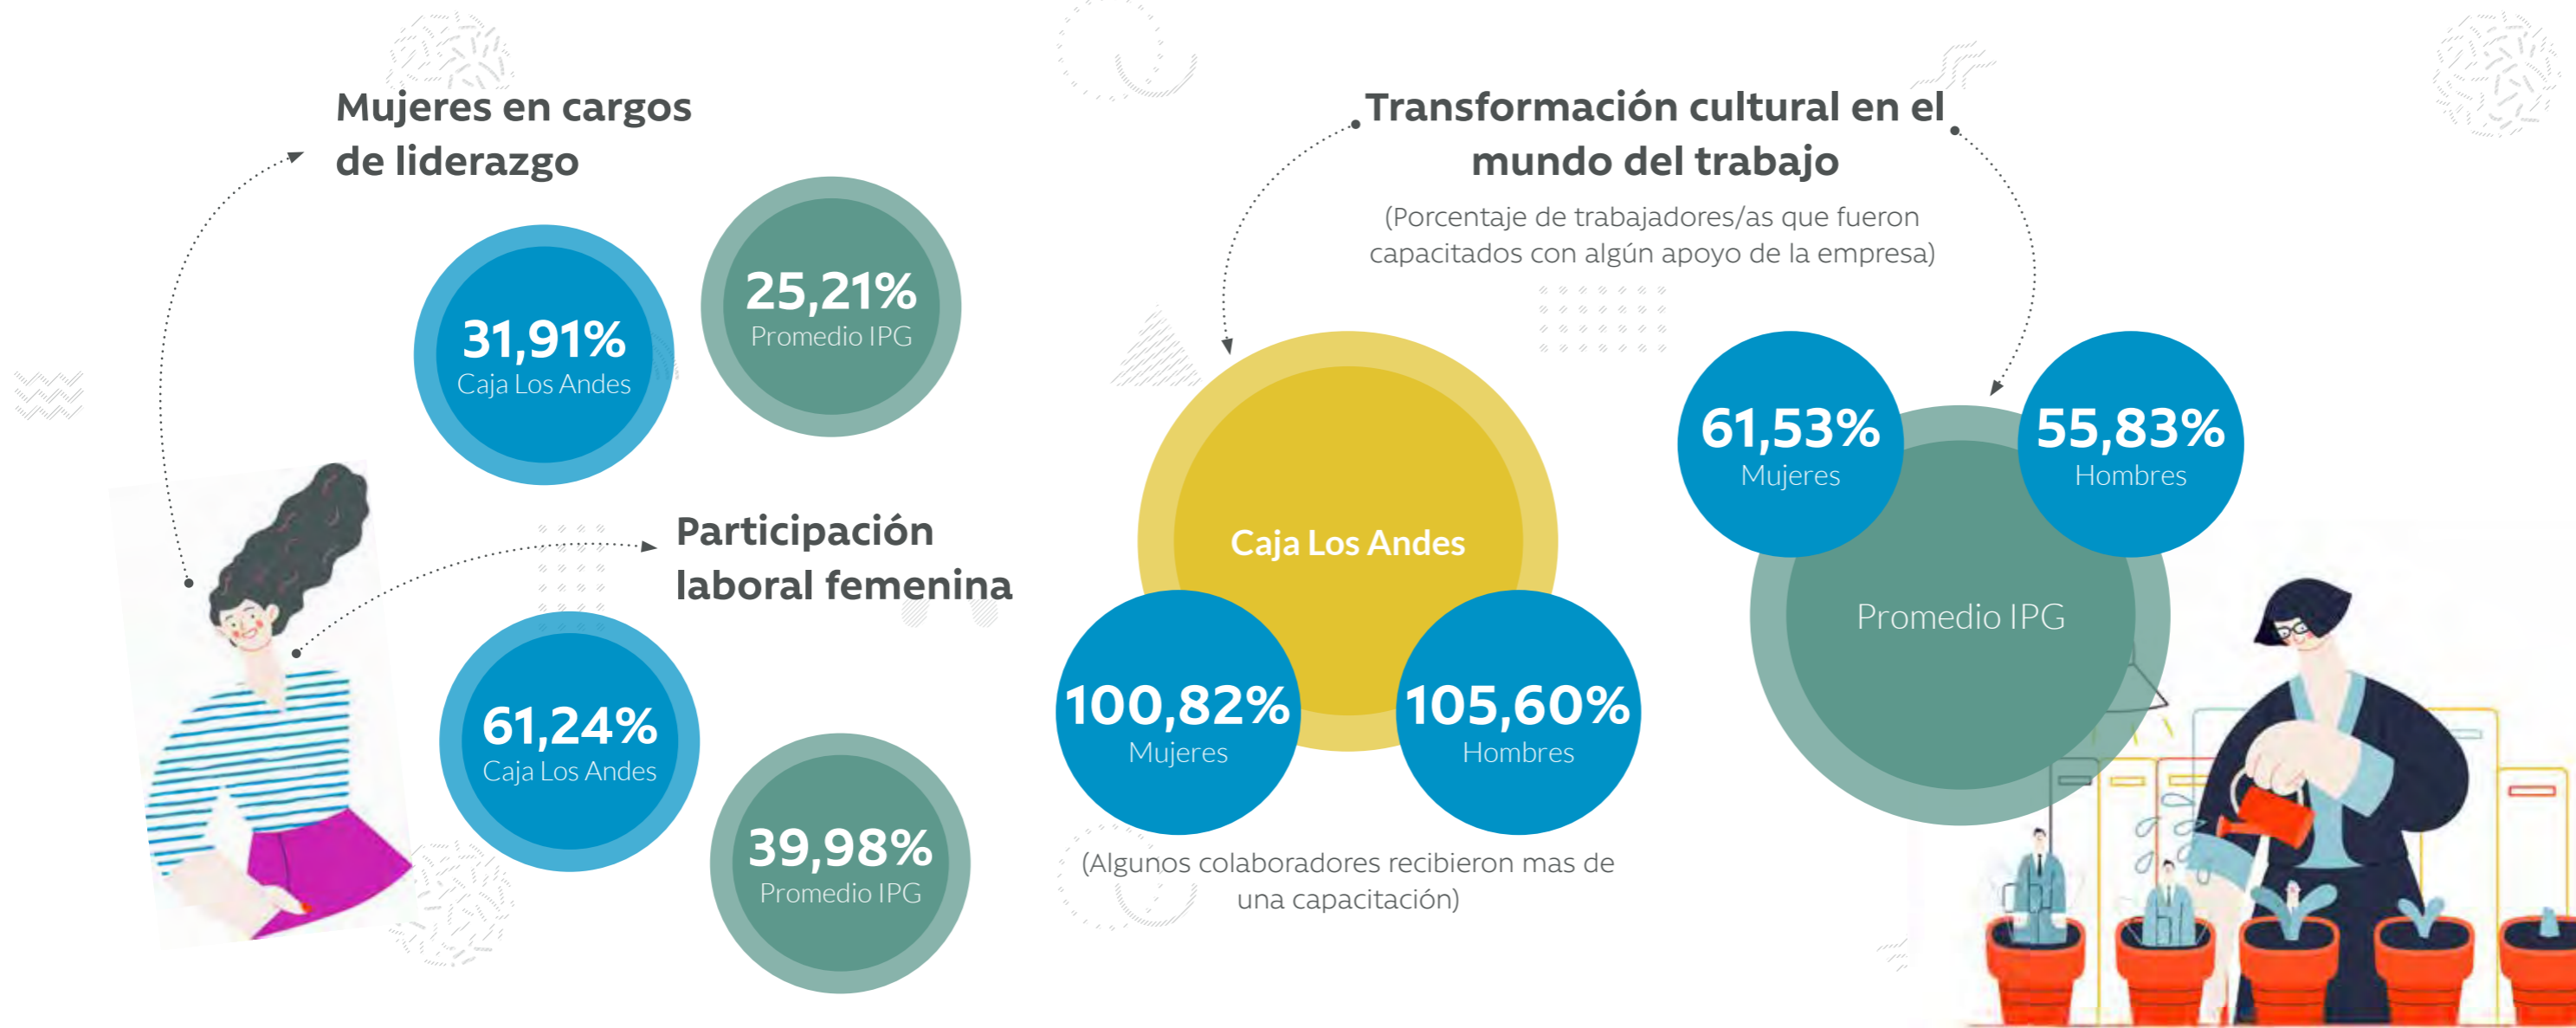 Mujeres en cargos
de liderazgo
31,91%
Caja Los Andes
25,21%
Promedio IPG
Participación
laboral femenina
61,24%
Caja Los Andes
39,98%
Promedio IPG
Transformación cultural en el
mundo del trabajo
(Porcentaje de trabajadores/as que fueron
capacitados con algún apoyo de la empresa)
Caja Los Andes
100,82%
Mujeres
105,60%
Hombres
(Algunos colaboradores recibieron mas de
una capacitación)
61,53%
Mujeres
55,83%
Hombres
Promedio IPG